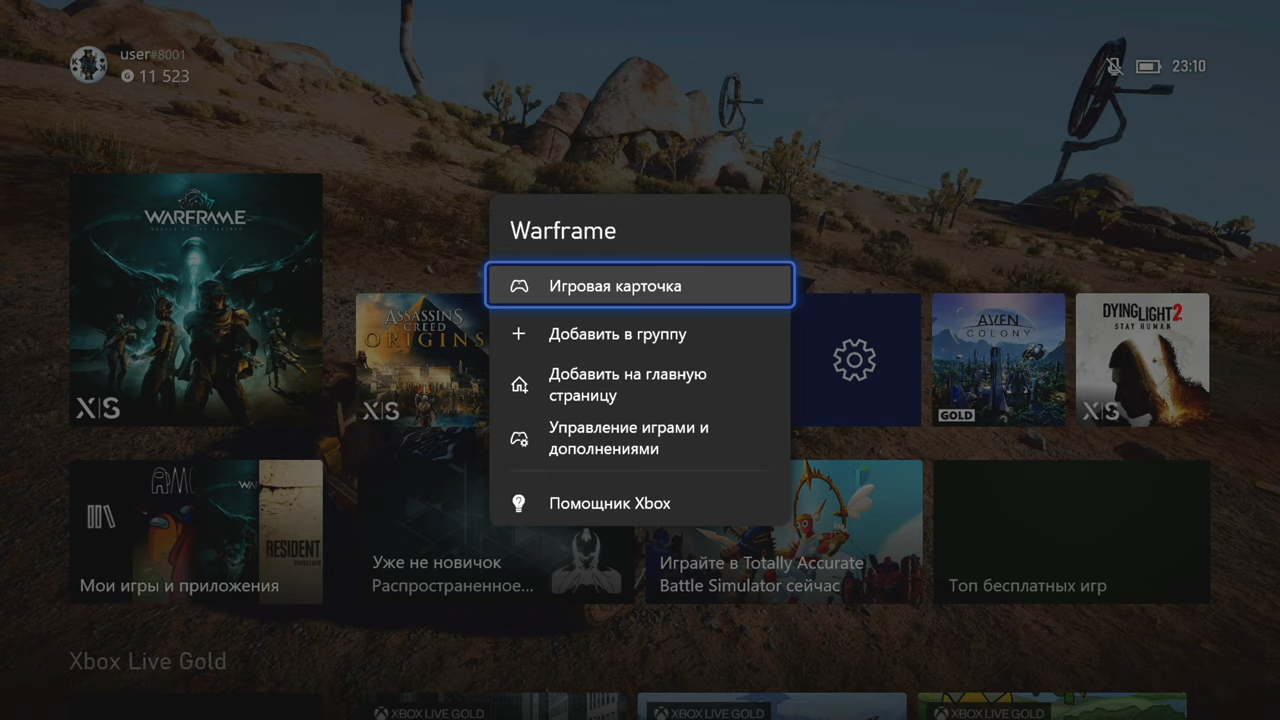 user#8001
G 11 523
23:10
WARFRAME
X|S
ASSASSIN'S
CREED
ORIGINS
X|S
Warframe
Игровая карточка
Добавить в группу
Добавить на главную
страницу
Управление играми и
дополнениями
Помощник Xbox
AVEN
COLONY
GOLD
DYING LIGHT 2
STAY HUMAN
X|S
AMO
WA
RESIDENT
biohazard
Мои игры и приложения
Уже не новичок
Распространенное...
Играйте в Totally Accurate
Battle Simulator сейчас
Топ бесплатных игр
Xbox Live Gold
XBOX LIVE GOLD
XBOX LIVE GOLD
XBOX LIVE GOLD